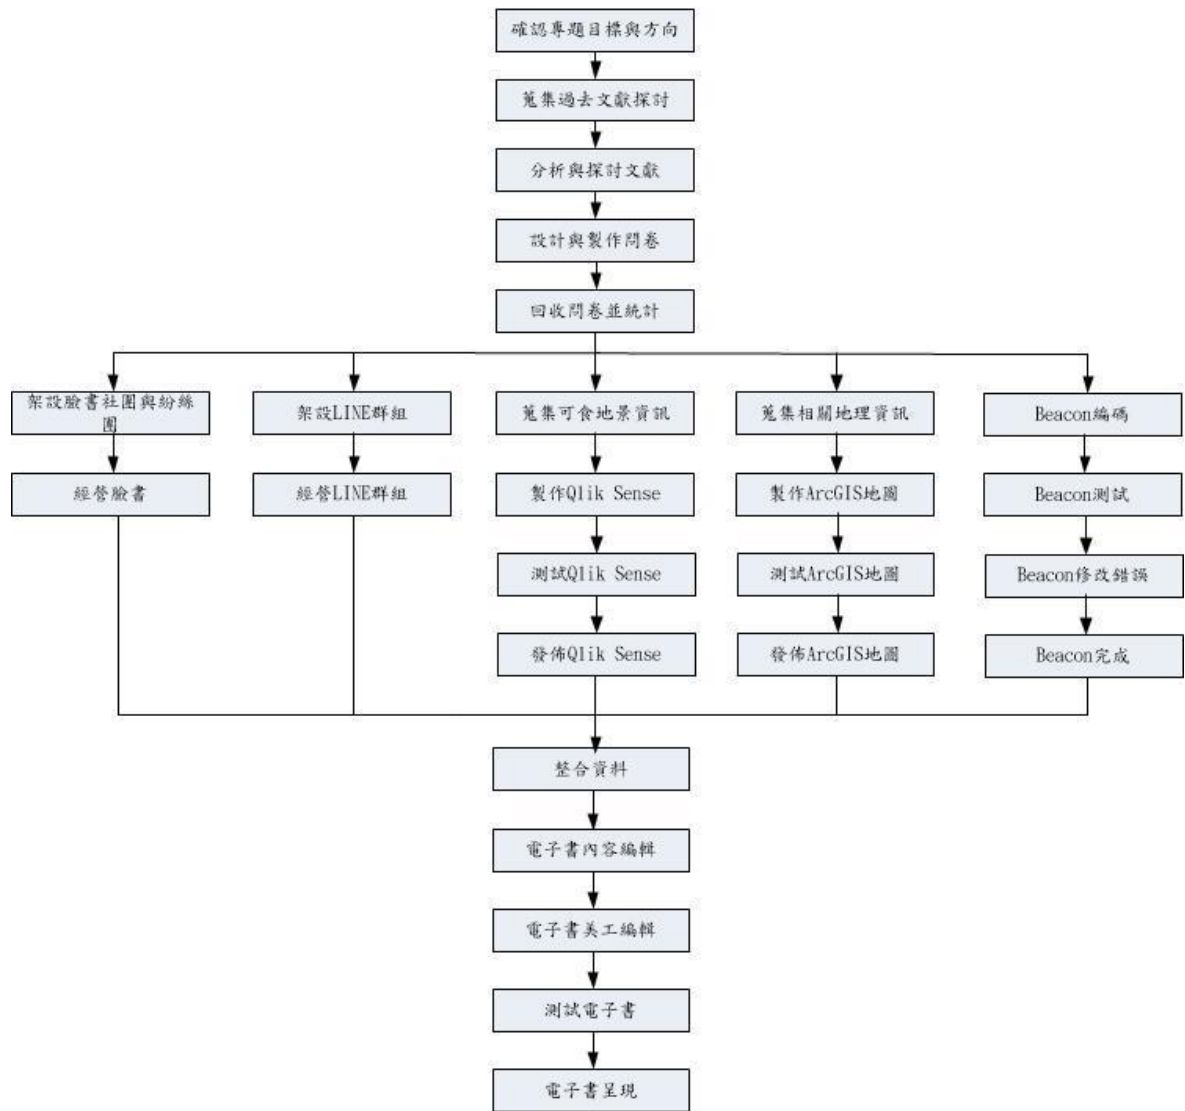 確認專題目標與方向
蒐集過去文獻探討
分析與探討文獻
設計與製作問卷
回收問卷並統計
架設臉書社團與紛絲
團
架設LINE群組
蒐集可食地景資訊
蒐集相關地理資訊
Beacon編碼
經營臉書
經營LINE群組
製作Qlik Sense
製作ArcGIS地圖
Beacon測試
測試Qlik Sense
測試ArcGIS地圖
Beacon修改錯誤
發佈Qlik Sense
發佈ArcGIS地圖
Beacon完成
整合資料
電子書內容編輯
電子書美工編輯
測試電子書
電子書呈現